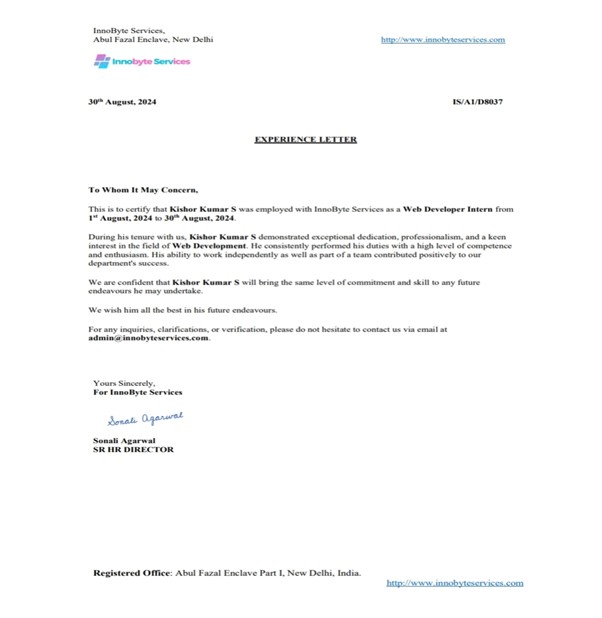 InnoByte Services,
Abul Fazal Enclave, New Delhi
http://www.innobyteservices.com
Innobyte Services
30th August, 2024
IS/A1/D8037
EXPERIENCE LETTER
To Whom It May Concern,
This is to certify that Kishor Kumar S was employed with InnoByte Services as a Web Developer Intern from
1st August, 2024 to 30th August, 2024.
During his tenure with us, Kishor Kumar S demonstrated exceptional dedication, professionalism, and a keen
interest in the field of Web Development. He consistently performed his duties with a high level of competence
and enthusiasm. His ability to work independently as well as part of a team contributed positively to our
department's success.
We are confident that Kishor Kumar S will bring the same level of commitment and skill to any future
endeavours he may undertake.
We wish him all the best in his future endeavours.
For any inquiries, clarifications, or verification, please do not hesitate to contact us via email at
admin@innobyteservices.com.
Yours Sincerely,
For InnoByte Services
Sonali Agarwal
Sonali Agarwal
SR HR DIRECTOR
Registered Office: Abul Fazal Enclave Part I, New Delhi, India.
http://www.innobyteservices.com